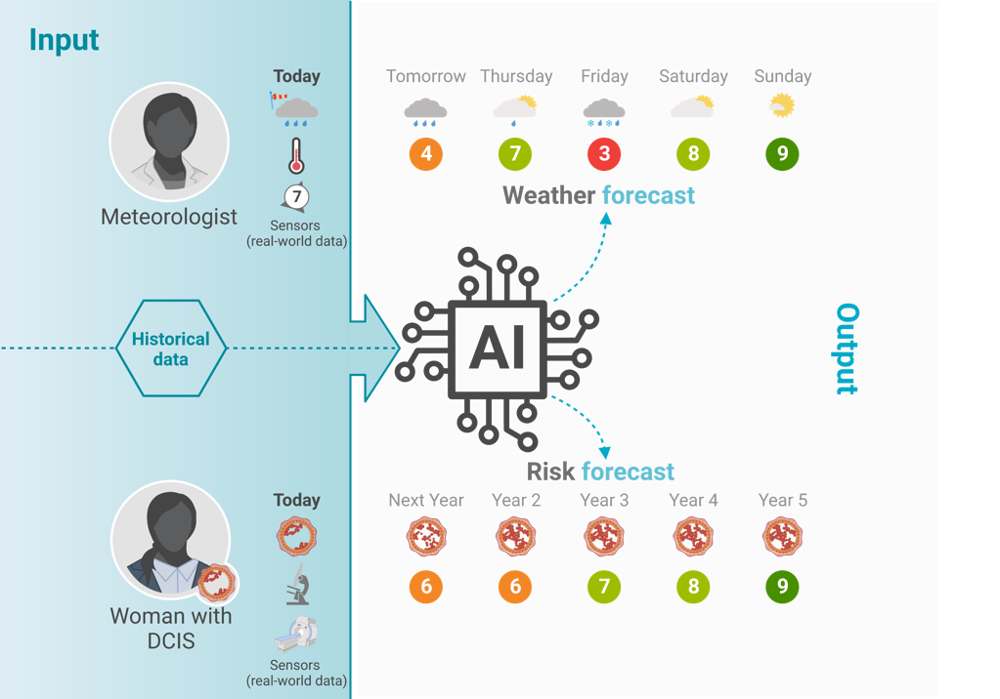 Input
Today
Meteorologist
7
Sensors
(real-world data)
Tomorrow Thursday Friday Saturday Sunday
4 7 3 8 9
Weather forecast
Historical
data
AI
Output
Risk forecast
Today
Woman with
DCIS
Sensors
(real-world data)
Next Year Year 2 Year 3 Year 4 Year 5
6 6 7 8 9